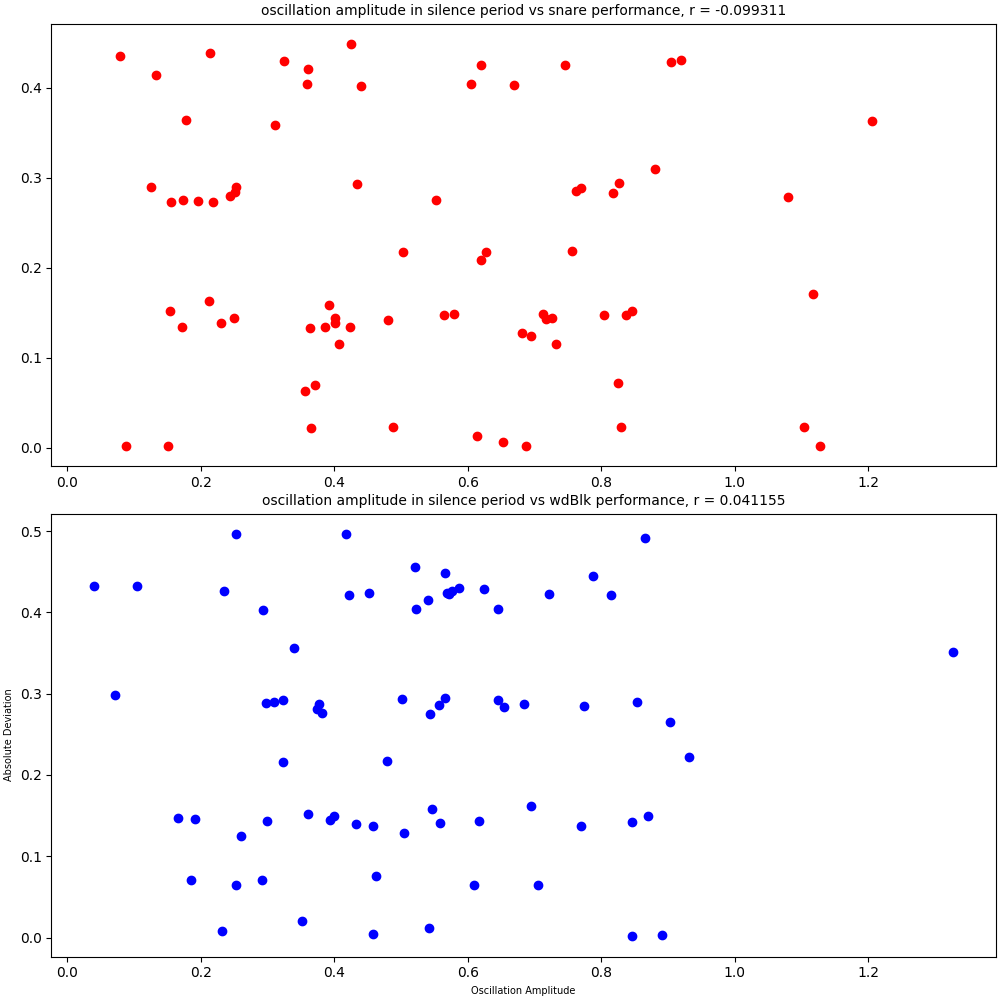 oscillation amplitude in silence period vs snare performance, r = -0.099311
0.4
0.3
0.2
0.1
0.0
0.0 0.2 0.4 0.6 0.8 1.0 1.2
oscillation amplitude in silence period vs wdBlk performance, r = 0.041155
0.5
0.4
0.3
0.2
0.1
0.0
Absolute Deviation
0.0 0.2 0.4 0.6 0.8 1.0 1.2
Oscillation Amplitude